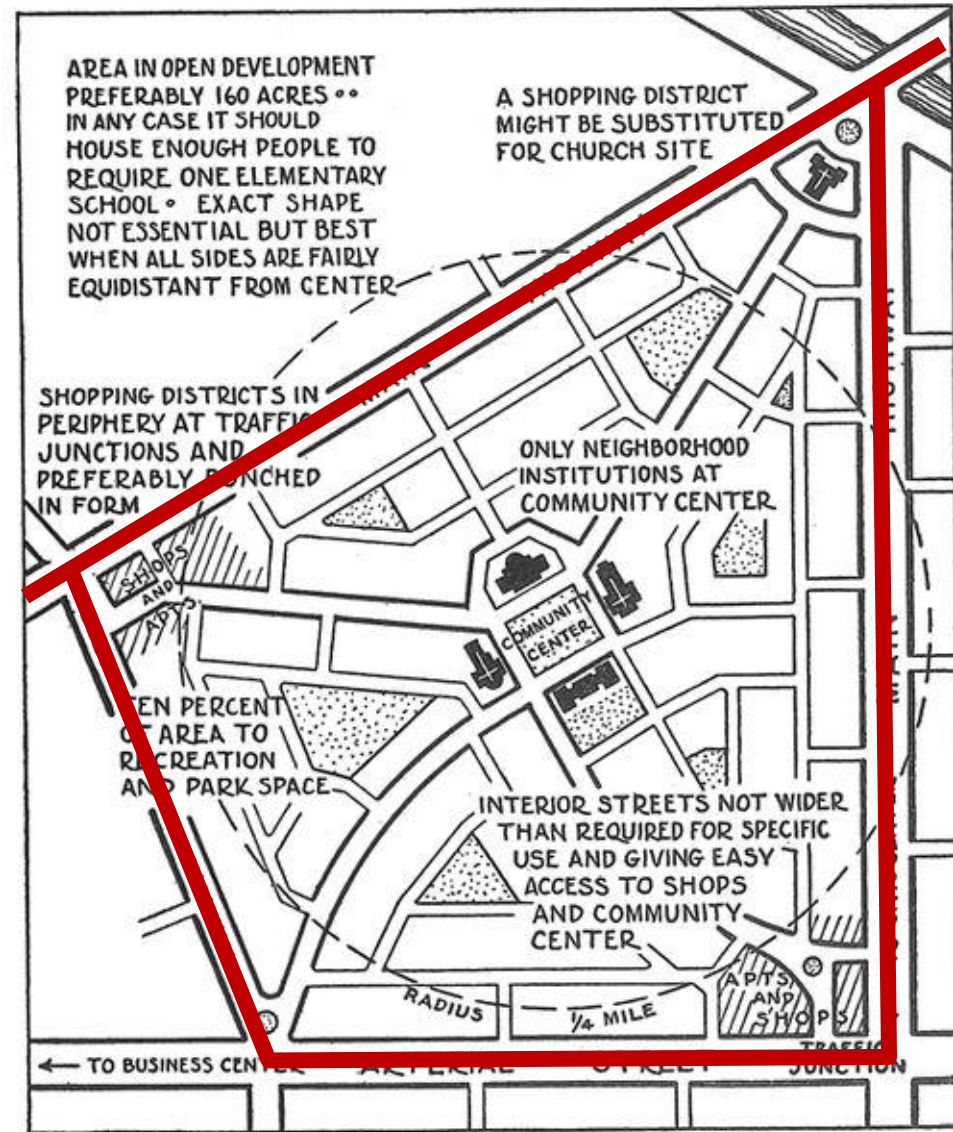 AREA IN OPEN DEVELOPMENT
PREFERABLY 160 ACRES ••
IN ANY CASE IT SHOULD
HOUSE ENOUGH PEOPLE TO
REQUIRE ONE ELEMENTARY
SCHOOL • EXACT SHAPE
NOT ESSENTIAL BUT BEST
WHEN ALL SIDES ARE FAIRLY
EQUIDISTANT FROM CENTER
A SHOPPING DISTRICT
MIGHT BE SUBSTITUTED
FOR CHURCH SITE
SHOPPING DISTRICTS IN
PERIPHERY AT TRAFFIC
JUNCTIONS AND
PREFERABLY BUNCHED
IN FORM
ONLY NEIGHBORHOOD
INSTITUTIONS AT
COMMUNITY CENTER
SHOPS
AND
APTS.
COMMUNITY
CENTER
TEN PERCENT
OF AREA TO
RECREATION
AND PARK SPACE
INTERIOR STREETS NOT WIDER
THAN REQUIRED FOR SPECIFIC
USE AND GIVING EASY
ACCESS TO SHOPS
AND COMMUNITY
CENTER
HIGHWAY
MAIN
APTS
AND
SHOPS
RADIUS 1/4 MILE
TRAFFIC
JUNCTION
← TO BUSINESS CENTER ARTERIAL STREET